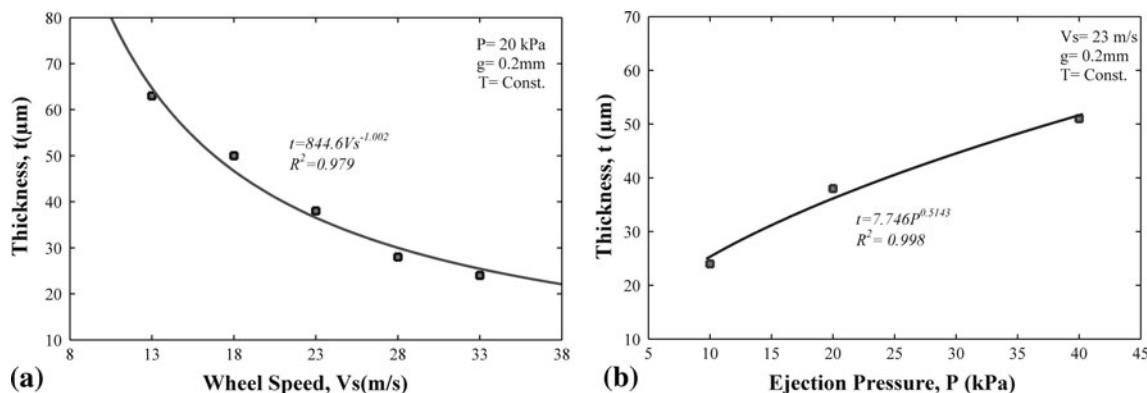 80
70
60
50
40
30
20
10
Thickness, t(μm)
P= 20 kPa
g= 0.2mm
T= Const.
t=844.6Vs^-1.002
R²=0.979
8 13 18 23 28 33 38
(a) Wheel Speed, Vs(m/s)
70
60
50
40
30
20
10
Thickness, t (μm)
Vs= 23 m/s
g= 0.2mm
T= Const.
t=7.746P^0.5143
R²= 0.998
5 10 15 20 25 30 35 40 45
(b) Ejection Pressure, P (kPa)